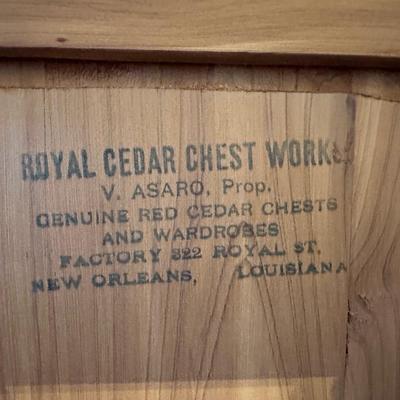 ROYAL CEDAR CHEST WORKS
V. ASARO, Prop.
GENUINE RED CEDAR CHESTS
AND WARDROBES
FACTORY 322 ROYAL ST.
NEW ORLEANS, LOUISIANA